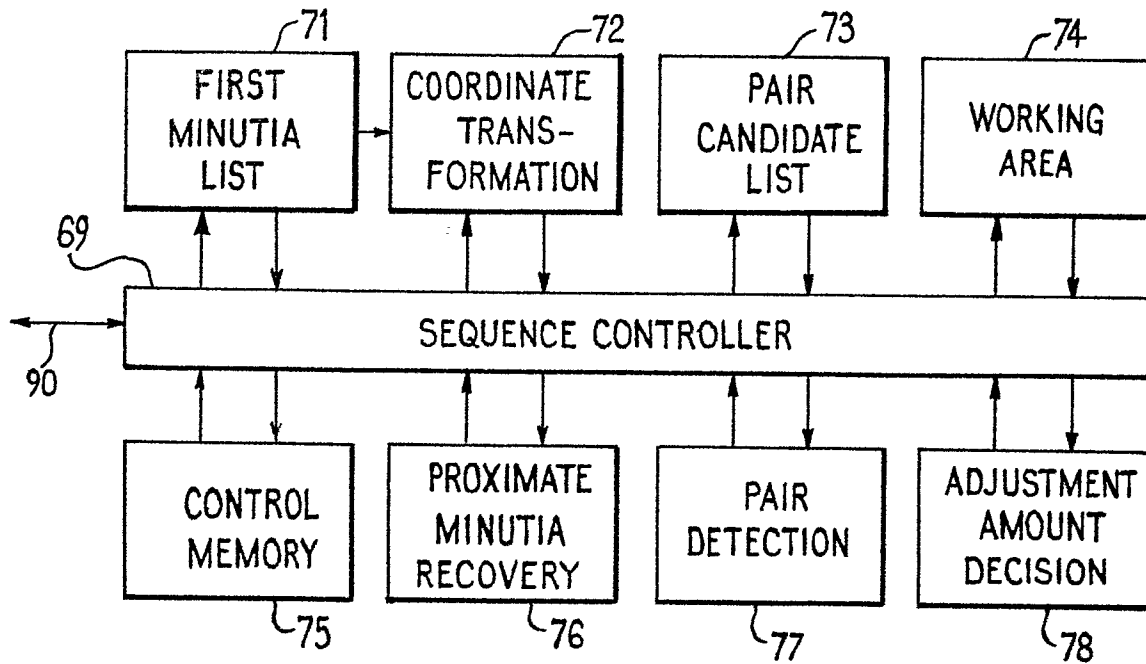 71
72
73
74
FIRST
MINUTIA
LIST
COORDINATE
TRANS-
FORMATION
PAIR
CANDIDATE
LIST
WORKING
AREA
69
SEQUENCE CONTROLLER
90
CONTROL
MEMORY
PROXIMATE
MINUTIA
RECOVERY
PAIR
DETECTION
ADJUSTMENT
AMOUNT
DECISION
75
76
77
78